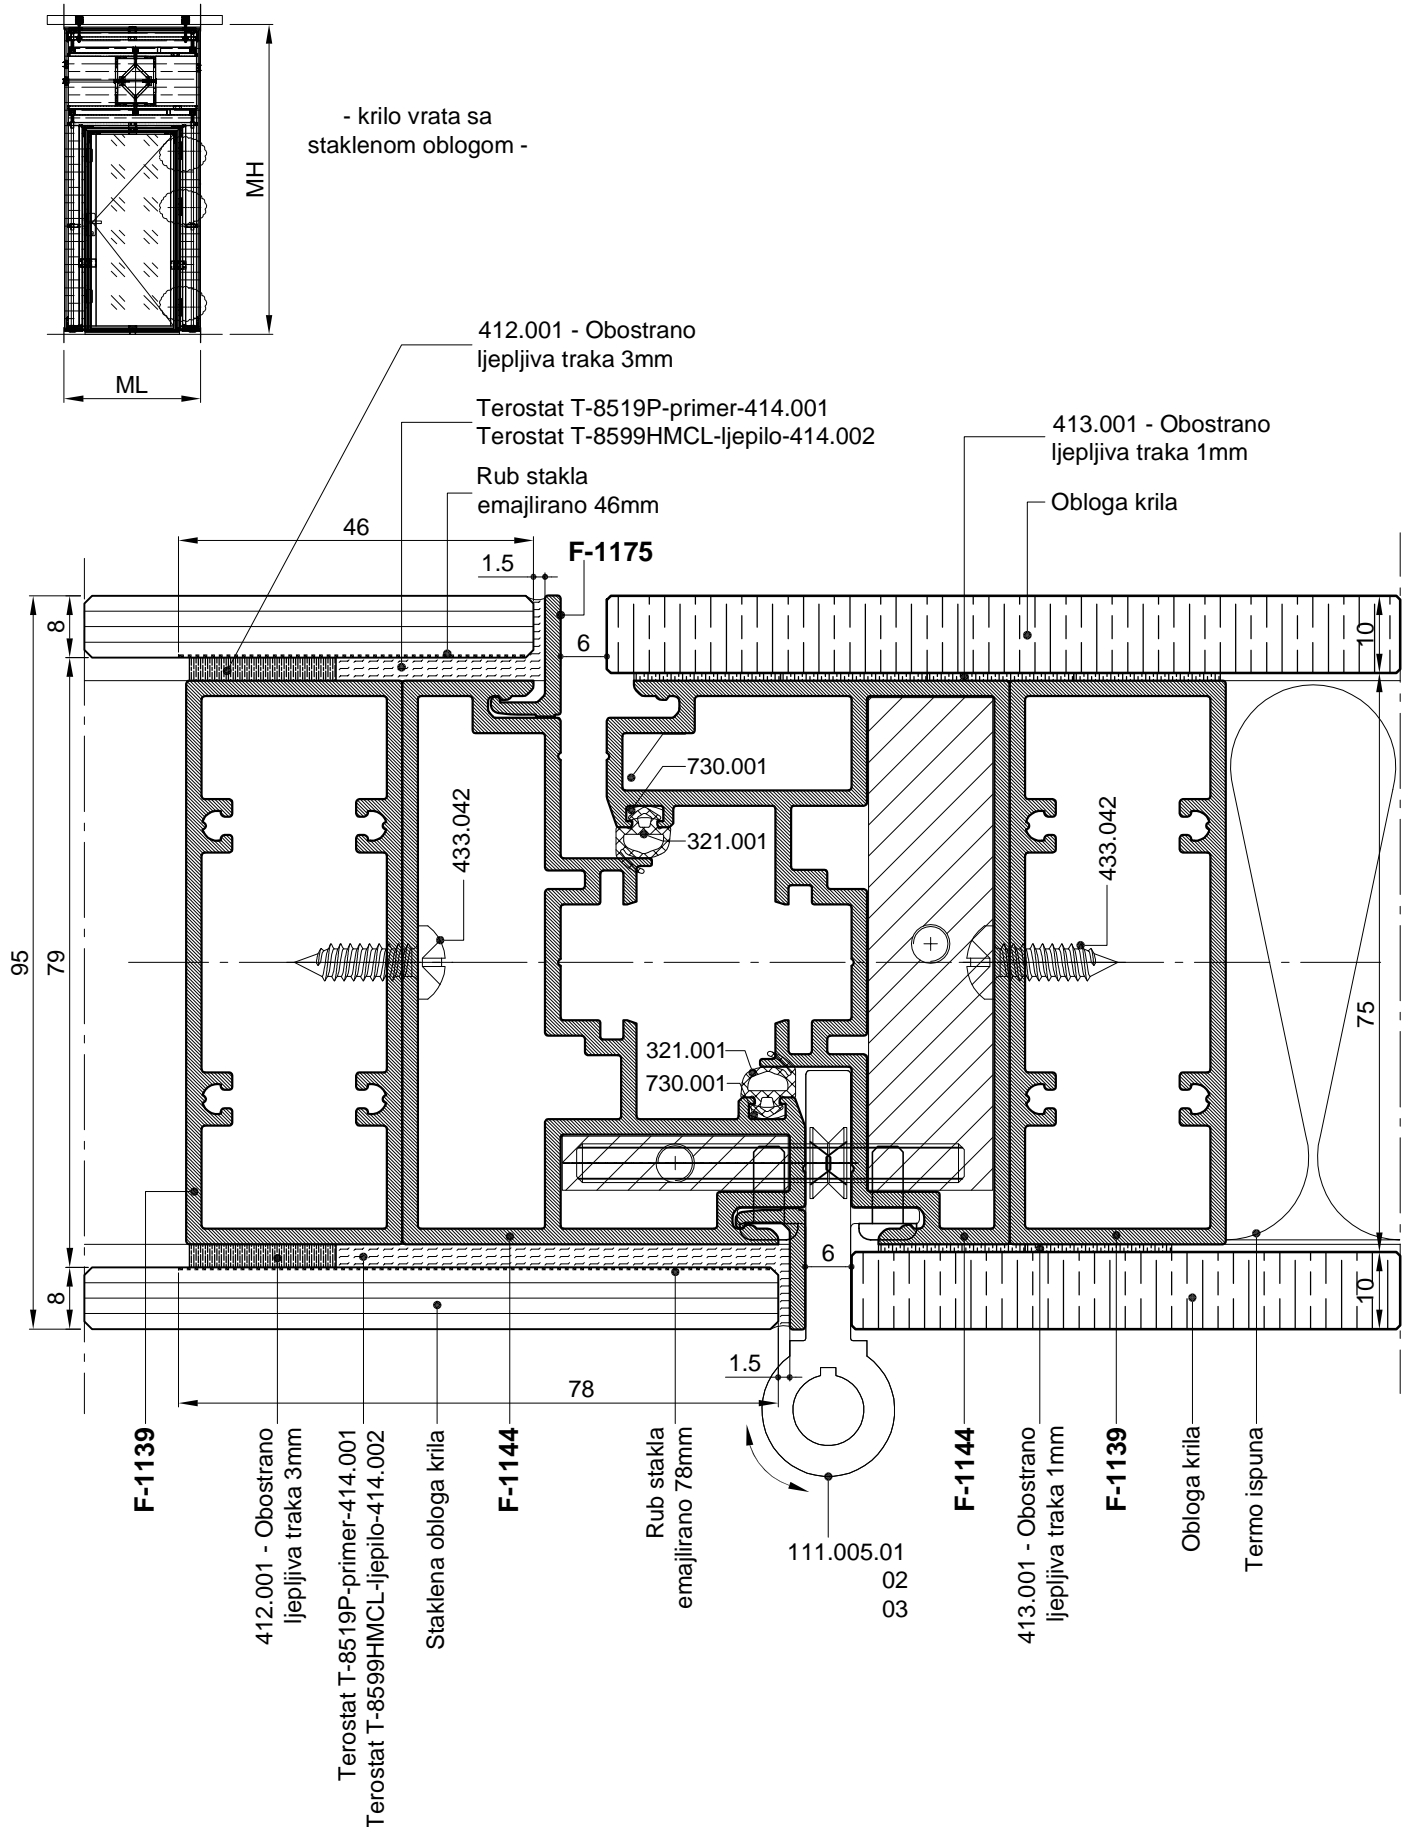 - krilo vrata sa
staklenom oblogom -
MH
ML
412.001 - Obostrano
ljepljiva traka 3mm
Terostat T-8519P-primer-414.001
Terostat T-8599HMCL-ljepilo-414.002
Rub stakla
emajlirano 46mm
413.001 - Obostrano
ljepljiva traka 1mm
Obloga krila
46
1.5
F-1175
8
6
10
730.001
321.001
433.042
433.042
95
79
75
321.001
730.001
8
6
10
1.5
78
F-1139
412.001 - Obostrano
ljepljiva traka 3mm
Terostat T-8519P-primer-414.001
Terostat T-8599HMCL-ljepilo-414.002
Staklena obloga krila
F-1144
Rub stakla
emajlirano 78mm
111.005.01
02
03
F-1144
413.001 - Obostrano
ljepljiva traka 1mm
F-1139
Obloga krila
Termo ispuna